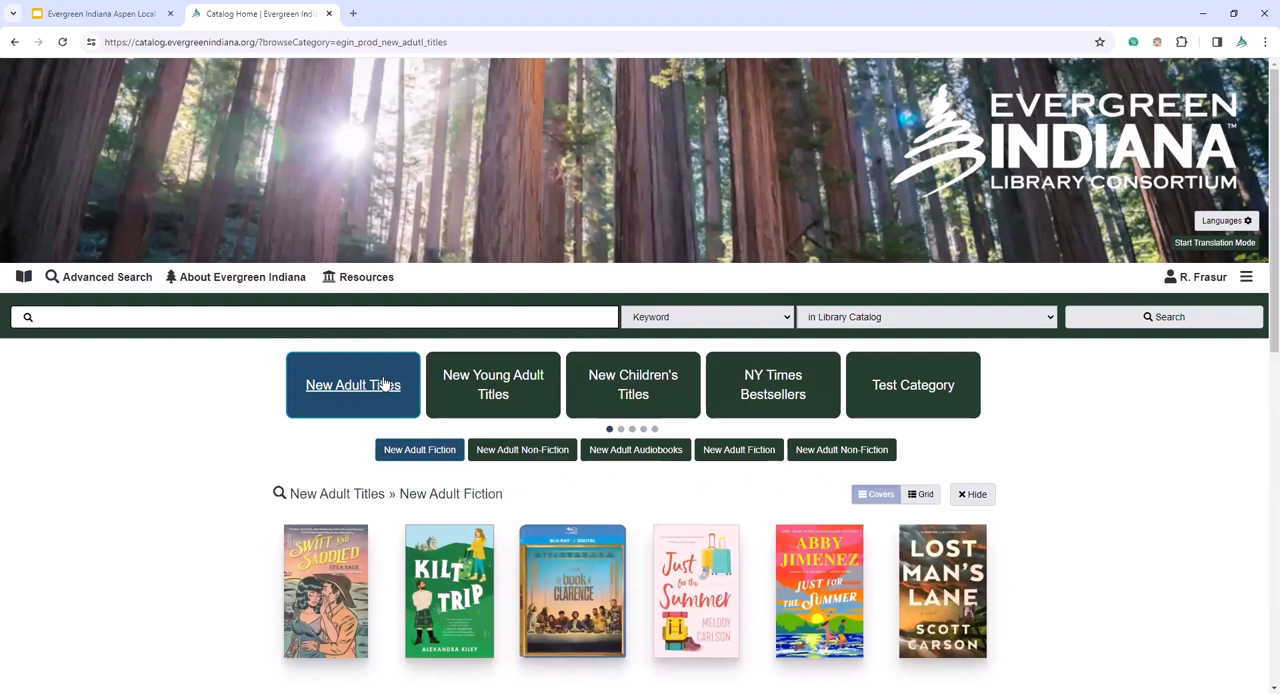 Evergreen Indiana Aspen Local
Catalog Home | Evergreen Indi
https://catalog.evergreenindiana.org/?browseCategory=egin_prod_new_adutl_titles
EVERGREEN
INDIANA™
LIBRARY CONSORTIUM
Languages
Start Translation Mode
Advanced Search
About Evergreen Indiana
Resources
R. Frasur
Keyword
in Library Catalog
Search
New Adult Titles
New Young Adult
Titles
New Children's
Titles
NY Times
Bestsellers
Test Category
New Adult Fiction
New Adult Non-Fiction
New Adult Audiobooks
New Adult Fiction
New Adult Non-Fiction
New Adult Titles » New Adult Fiction
Covers
Grid
Hide
SWIFT AND
SADDLED
LYLA SAGE
KILT
TRIP
ALEXANDRA KILEY
BLU-RAY + DIGITAL
the book of
CLARENCE
Just
for the
Summer
MELODY
CARLSON
ABBY
JIMENEZ
JUST FOR
THE SUMMER
LOST
MAN'S
LANE
SCOTT
CARSON